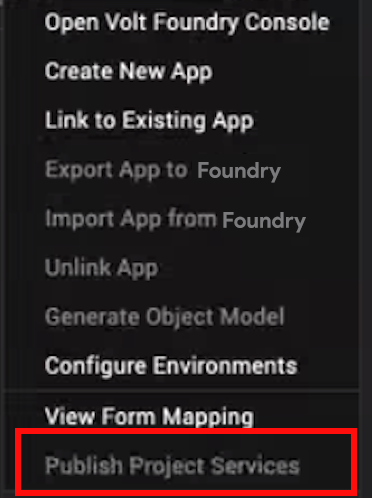 Open Volt Foundry Console
Create New App
Link to Existing App
Export App to Foundry
Import App from Foundry
Unlink App
Generate Object Model
Configure Environments
View Form Mapping
Publish Project Services